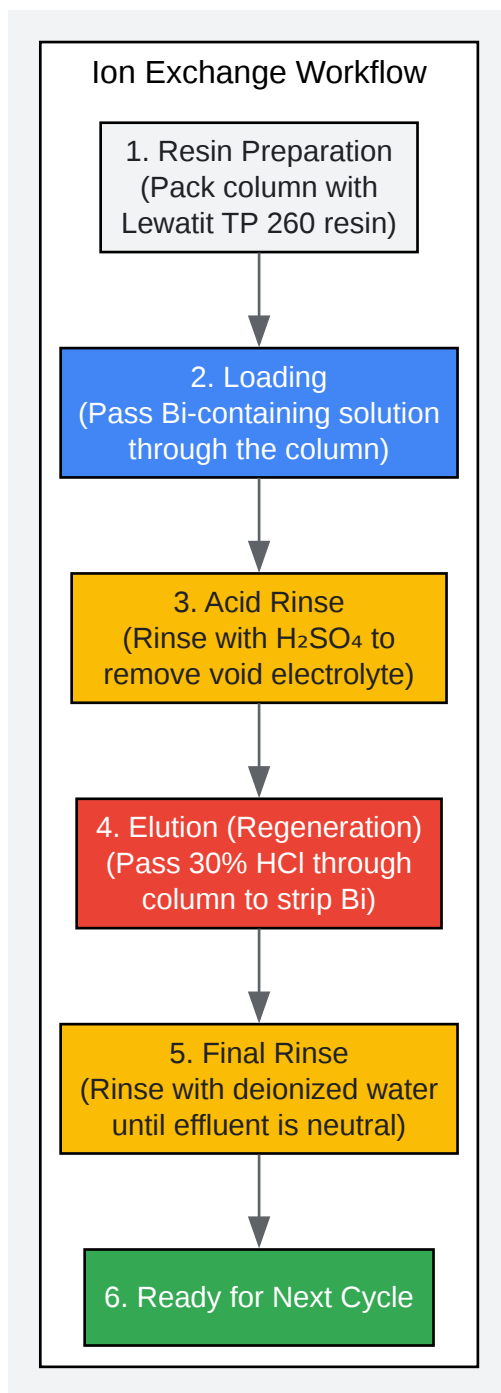 Ion Exchange Workflow
1. Resin Preparation
(Pack column with
Lewatit TP 260 resin)
2. Loading
(Pass Bi-containing solution
through the column)
3. Acid Rinse
(Rinse with H₂SO₄ to
remove void electrolyte)
4. Elution (Regeneration)
(Pass 30% HCl through
column to strip Bi)
5. Final Rinse
(Rinse with deionized water
until effluent is neutral)
6. Ready for Next Cycle